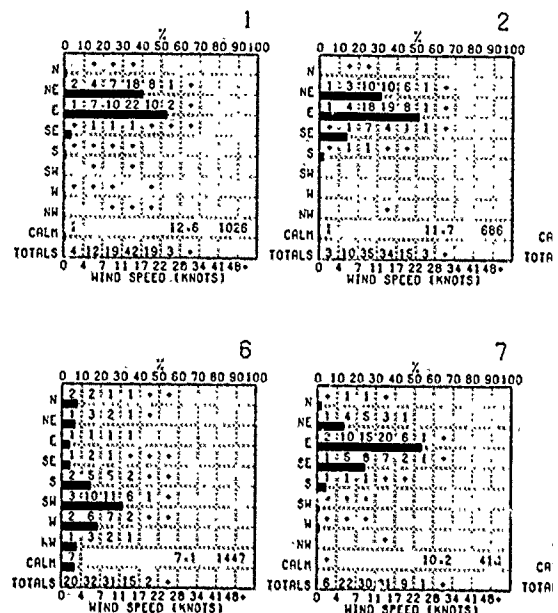 1
%
0 10 20 30 40 50 60 70 80 90 100
N + + +
NE 2 4 7 18 8 1 +
E 1 7 10 22 10 2 +
SE + 1 1 1 + + +
S + + + +
SW + + +
W + + + +
NW + + +
CALM 1 12.6 1026
TOTALS 4 12 19 42 19 3 +
0 4 7 11 17 22 28 34 41 48+
WIND SPEED (KNOTS)
2
%
0 10 20 30 40 50 60 70 80 90 100
N + +
NE 1 3 10 10 6 1 +
E 1 4 18 19 8 1 +
SE + 1 7 4 1 1 +
S + 1 1 + +
SW
W
NW +
CALM 1 11.7 686
TOTALS 3 10 35 34 15 3 +
0 4 7 11 17 22 28 34 41 48+
WIND SPEED (KNOTS)
CA
TOTA
6
%
0 10 20 30 40 50 60 70 80 90 100
N 2 2 1 1 + +
NE 1 3 2 1 +
E 1 1 1 1
SE 1 2 1 + + +
S 2 5 5 2 + +
SW 3 10 11 6 1 +
W 2 6 7 2 + +
NW 1 3 2 1
CALM 7 7.1 1447
TOTALS 20 32 31 15 2 +
0 4 7 11 17 22 28 34 41 48+
WIND SPEED (KNOTS)
7
%
0 10 20 30 40 50 60 70 80 90 100
N + 1 1 +
NE 1 4 5 3 1
E 2 10 15 20 6 1
SE 1 5 8 7 2 1
S 1 1 1 + +
SW + + +
W + + +
NW +
CALM + 10.2
TOTALS 6 22 30 9 1 +
0 4 7 11 17 22 28 34 41 48+
WIND SPEED (KNOTS)
CA
TOTA